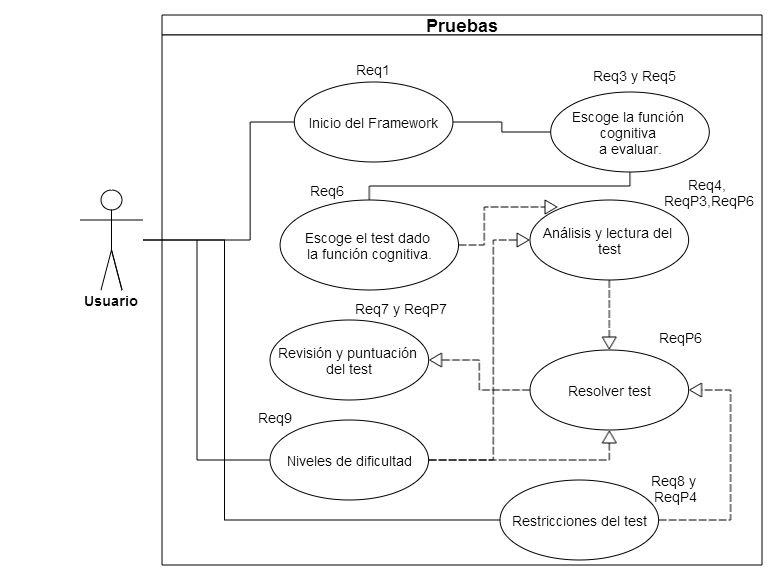 Pruebas
Req1
Inicio del Framework
Req3 y Req5
Escoge la función
cognitiva
a evaluar.
Req6
Escoge el test dado
la función cognitiva.
Req4,
ReqP3,ReqP6
Análisis y lectura del
test
Usuario
Req7 y ReqP7
Revisión y puntuación
del test
ReqP6
Resolver test
Req9
Niveles de dificultad
Req8 y
ReqP4
Restricciones del test